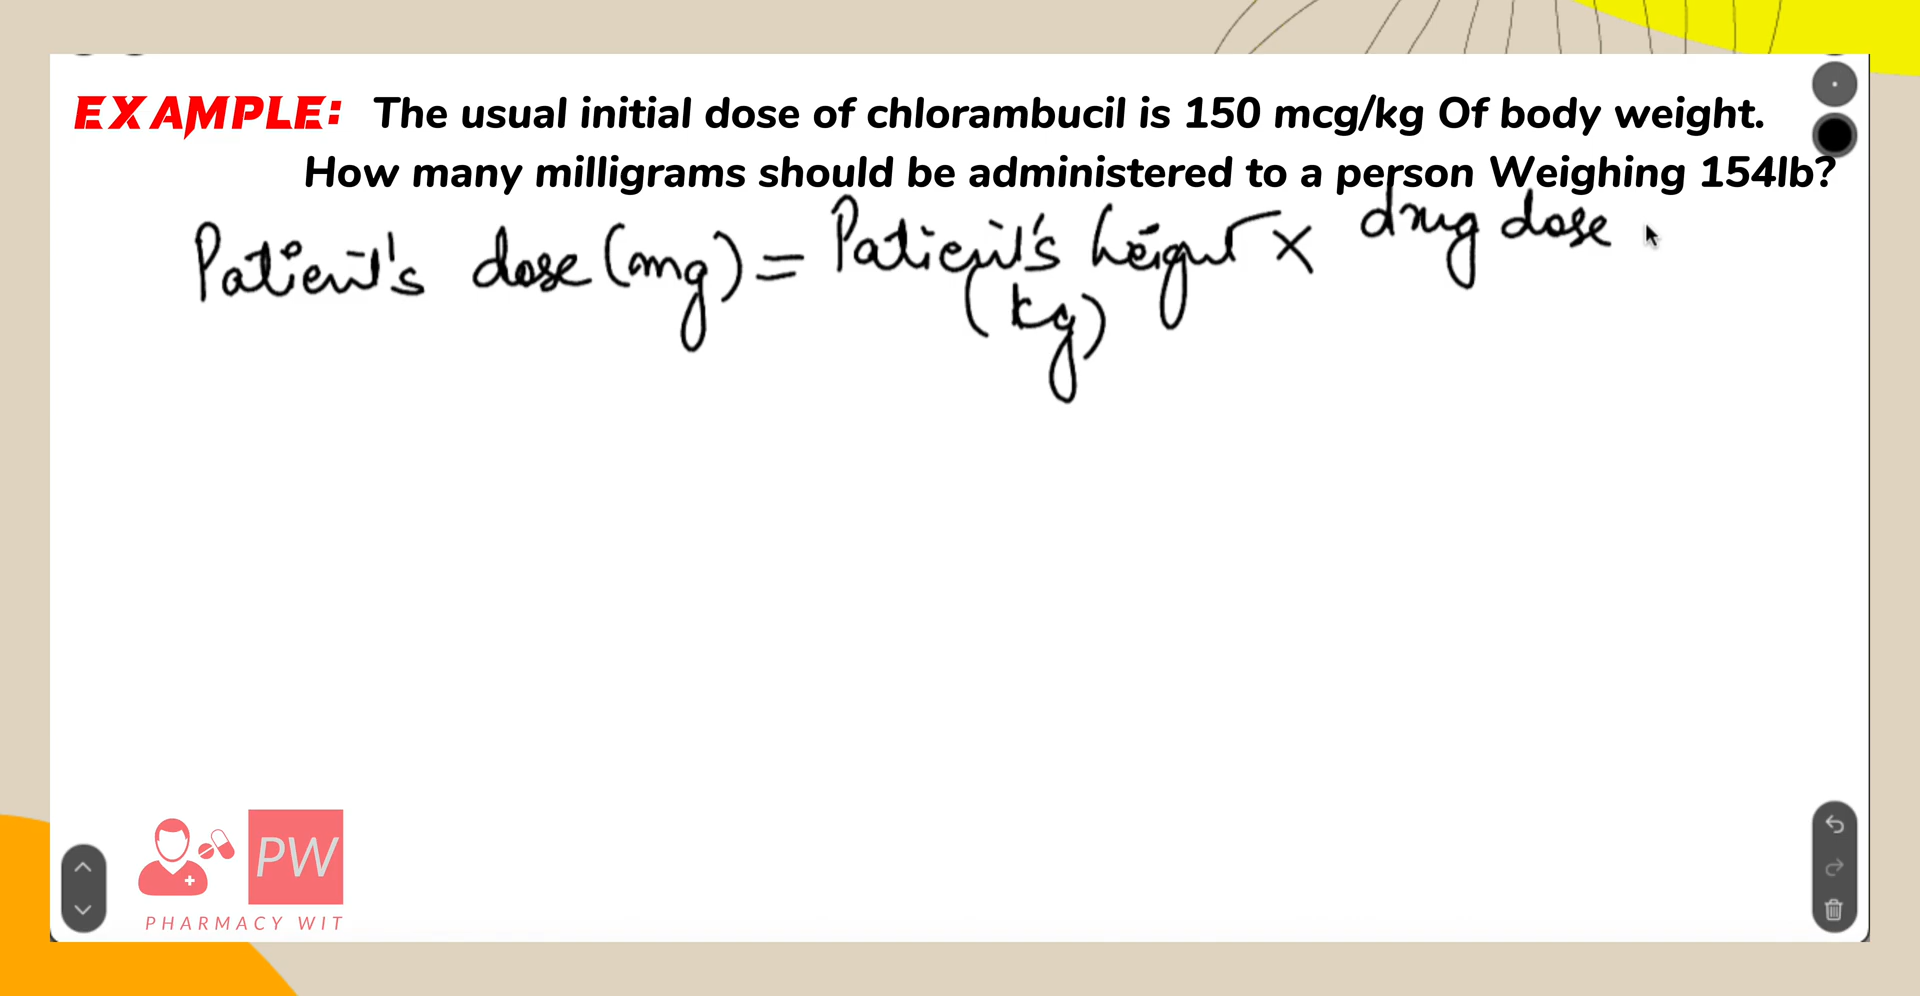 EXAMPLE: The usual initial dose of chlorambucil is 150 mcg/kg Of body weight.
How many milligrams should be administered to a person Weighing 154lb?
Patient's dose (mg) = Patient's height × drug dose
(kg)
PW
PHARMACY WIT